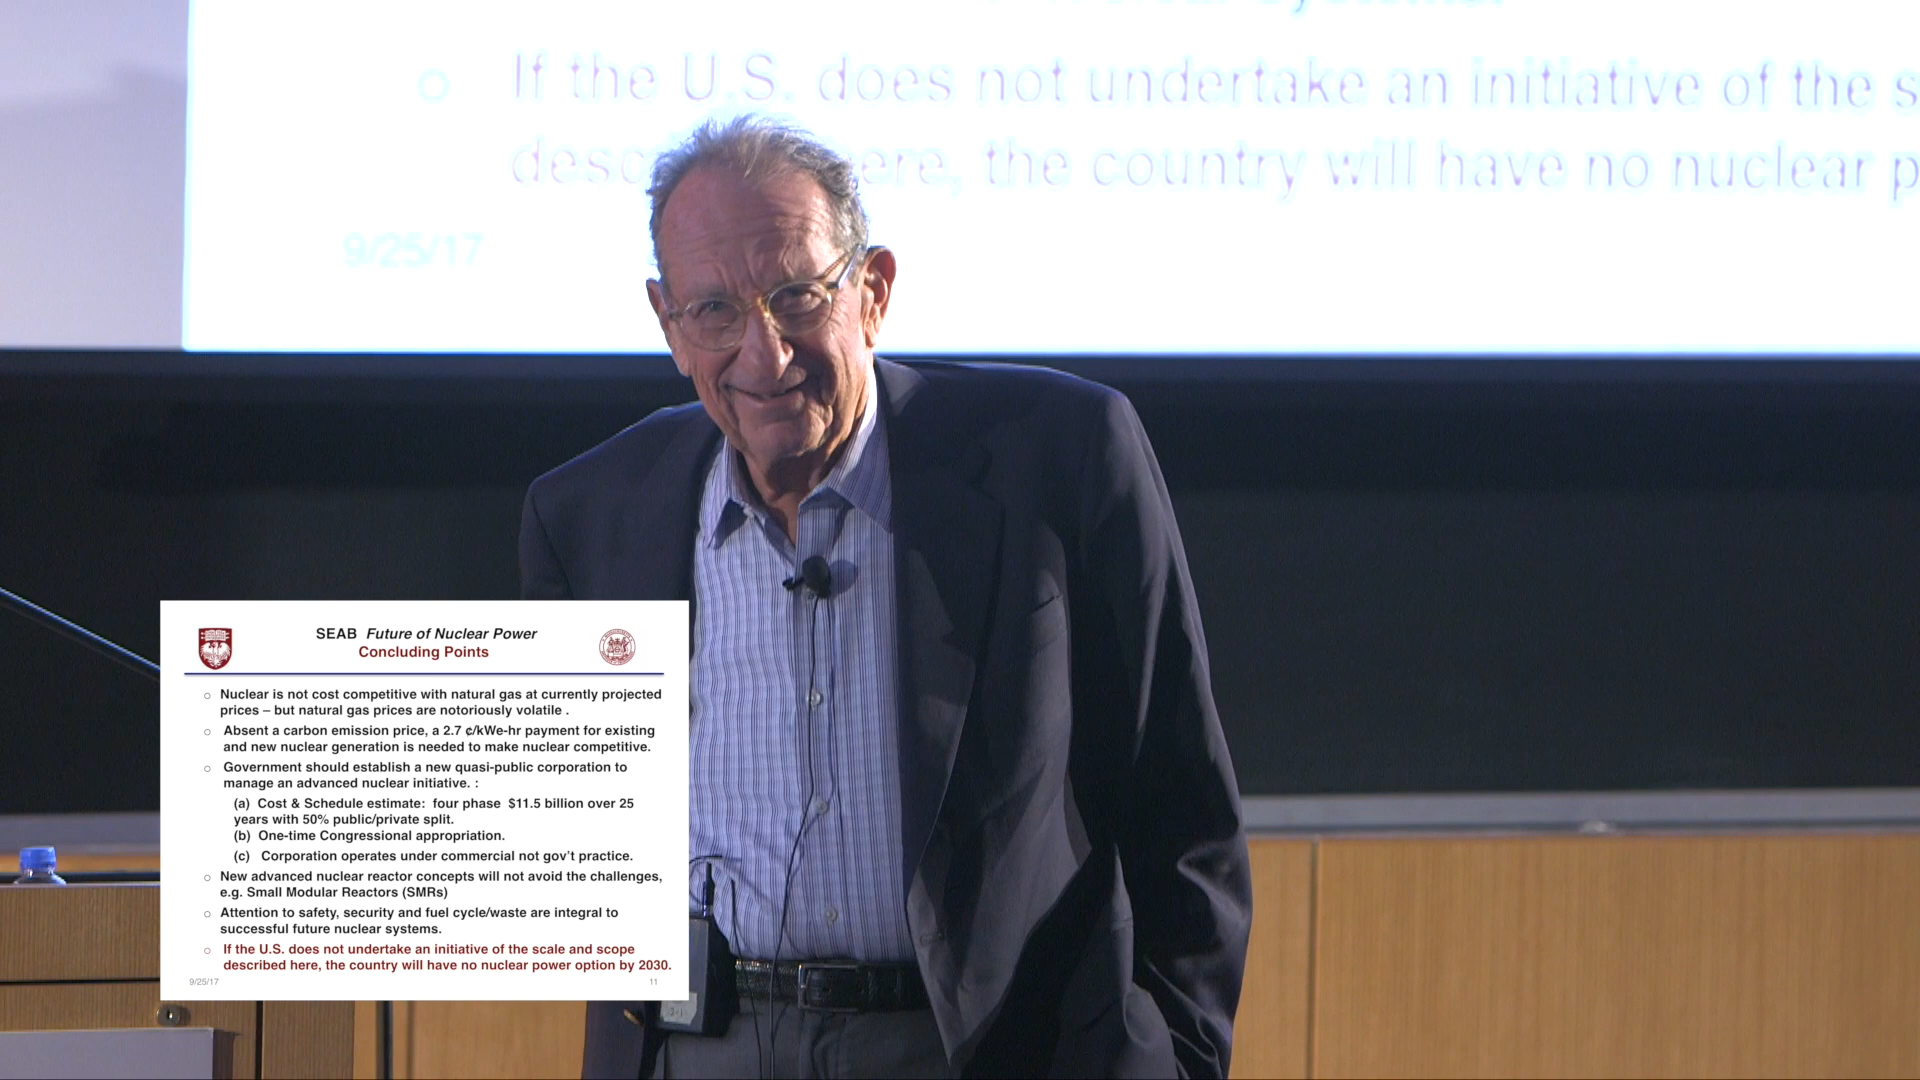 If the U.S. does not undertake an initiative of the s
desc ere, the country will have no nuclear p
9/25/17
SEAB Future of Nuclear Power
Concluding Points
○ Nuclear is not cost competitive with natural gas at currently projected
prices – but natural gas prices are notoriously volatile .
○ Absent a carbon emission price, a 2.7 ¢/kWe-hr payment for existing
and new nuclear generation is needed to make nuclear competitive.
○ Government should establish a new quasi-public corporation to
manage an advanced nuclear initiative. :
(a) Cost & Schedule estimate: four phase $11.5 billion over 25
years with 50% public/private split.
(b) One-time Congressional appropriation.
(c) Corporation operates under commercial not gov't practice.
○ New advanced nuclear reactor concepts will not avoid the challenges,
e.g. Small Modular Reactors (SMRs)
○ Attention to safety, security and fuel cycle/waste are integral to
successful future nuclear systems.
○ If the U.S. does not undertake an initiative of the scale and scope
described here, the country will have no nuclear power option by 2030.
9/25/17
11